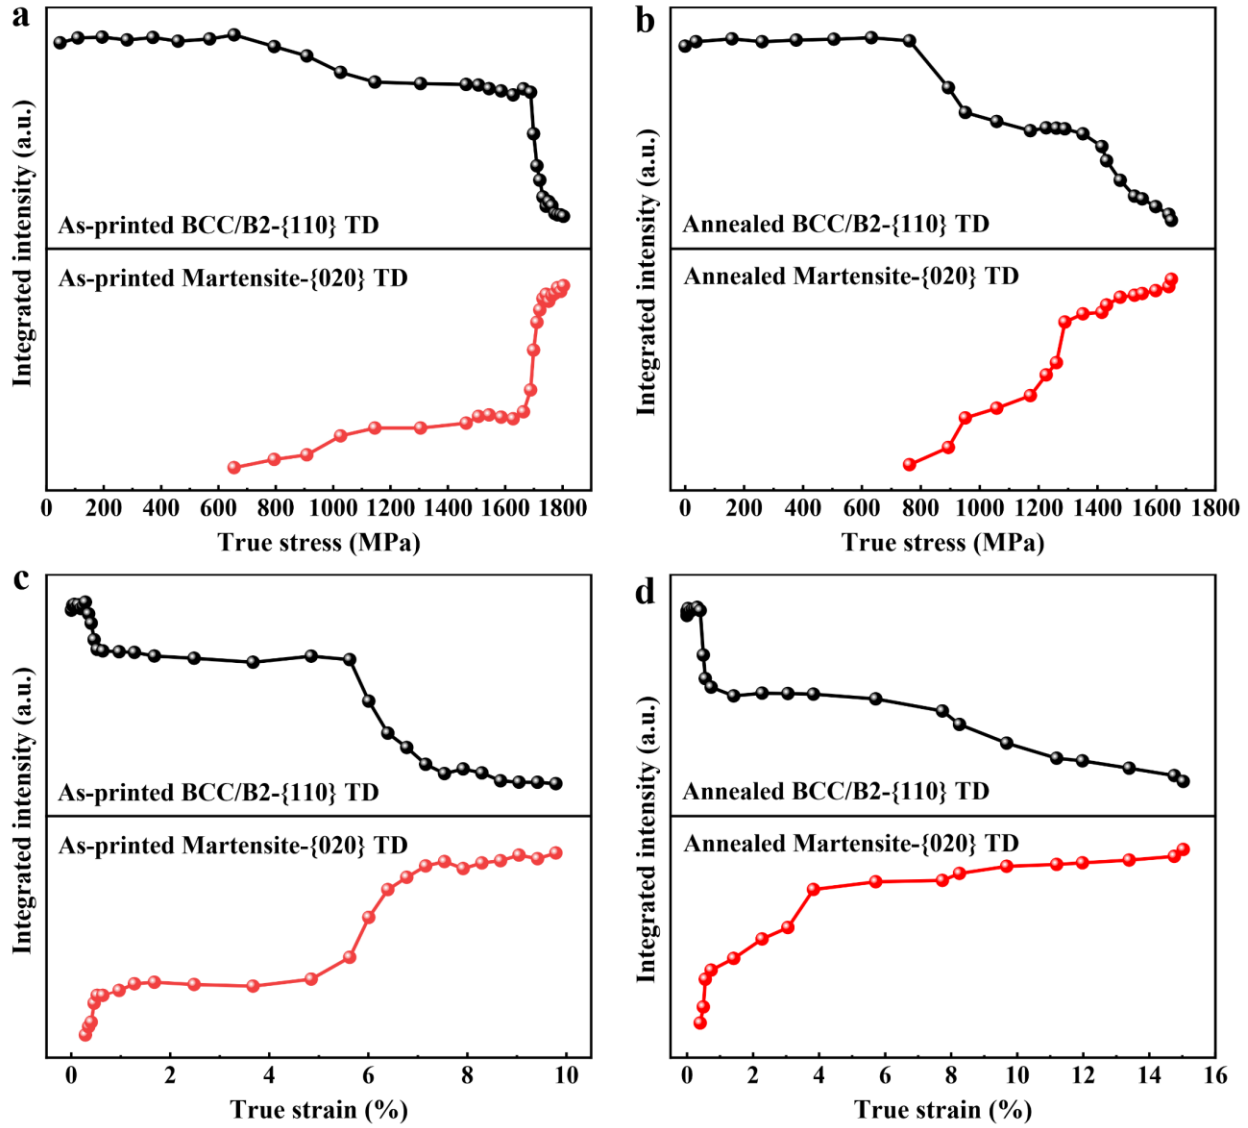 a
Integrated intensity (a.u.)
As-printed BCC/B2-{110} TD
As-printed Martensite-{020} TD
0 200 400 600 800 1000 1200 1400 1600 1800
True stress (MPa)
b
Integrated intensity (a.u.)
Annealed BCC/B2-{110} TD
Annealed Martensite-{020} TD
0 200 400 600 800 1000 1200 1400 1600 1800
True stress (MPa)
c
Integrated intensity (a.u.)
As-printed BCC/B2-{110} TD
As-printed Martensite-{020} TD
0 2 4 6 8 10
True strain (%)
d
Integrated intensity (a.u.)
Annealed BCC/B2-{110} TD
Annealed Martensite-{020} TD
0 2 4 6 8 10 12 14 16
True strain (%)